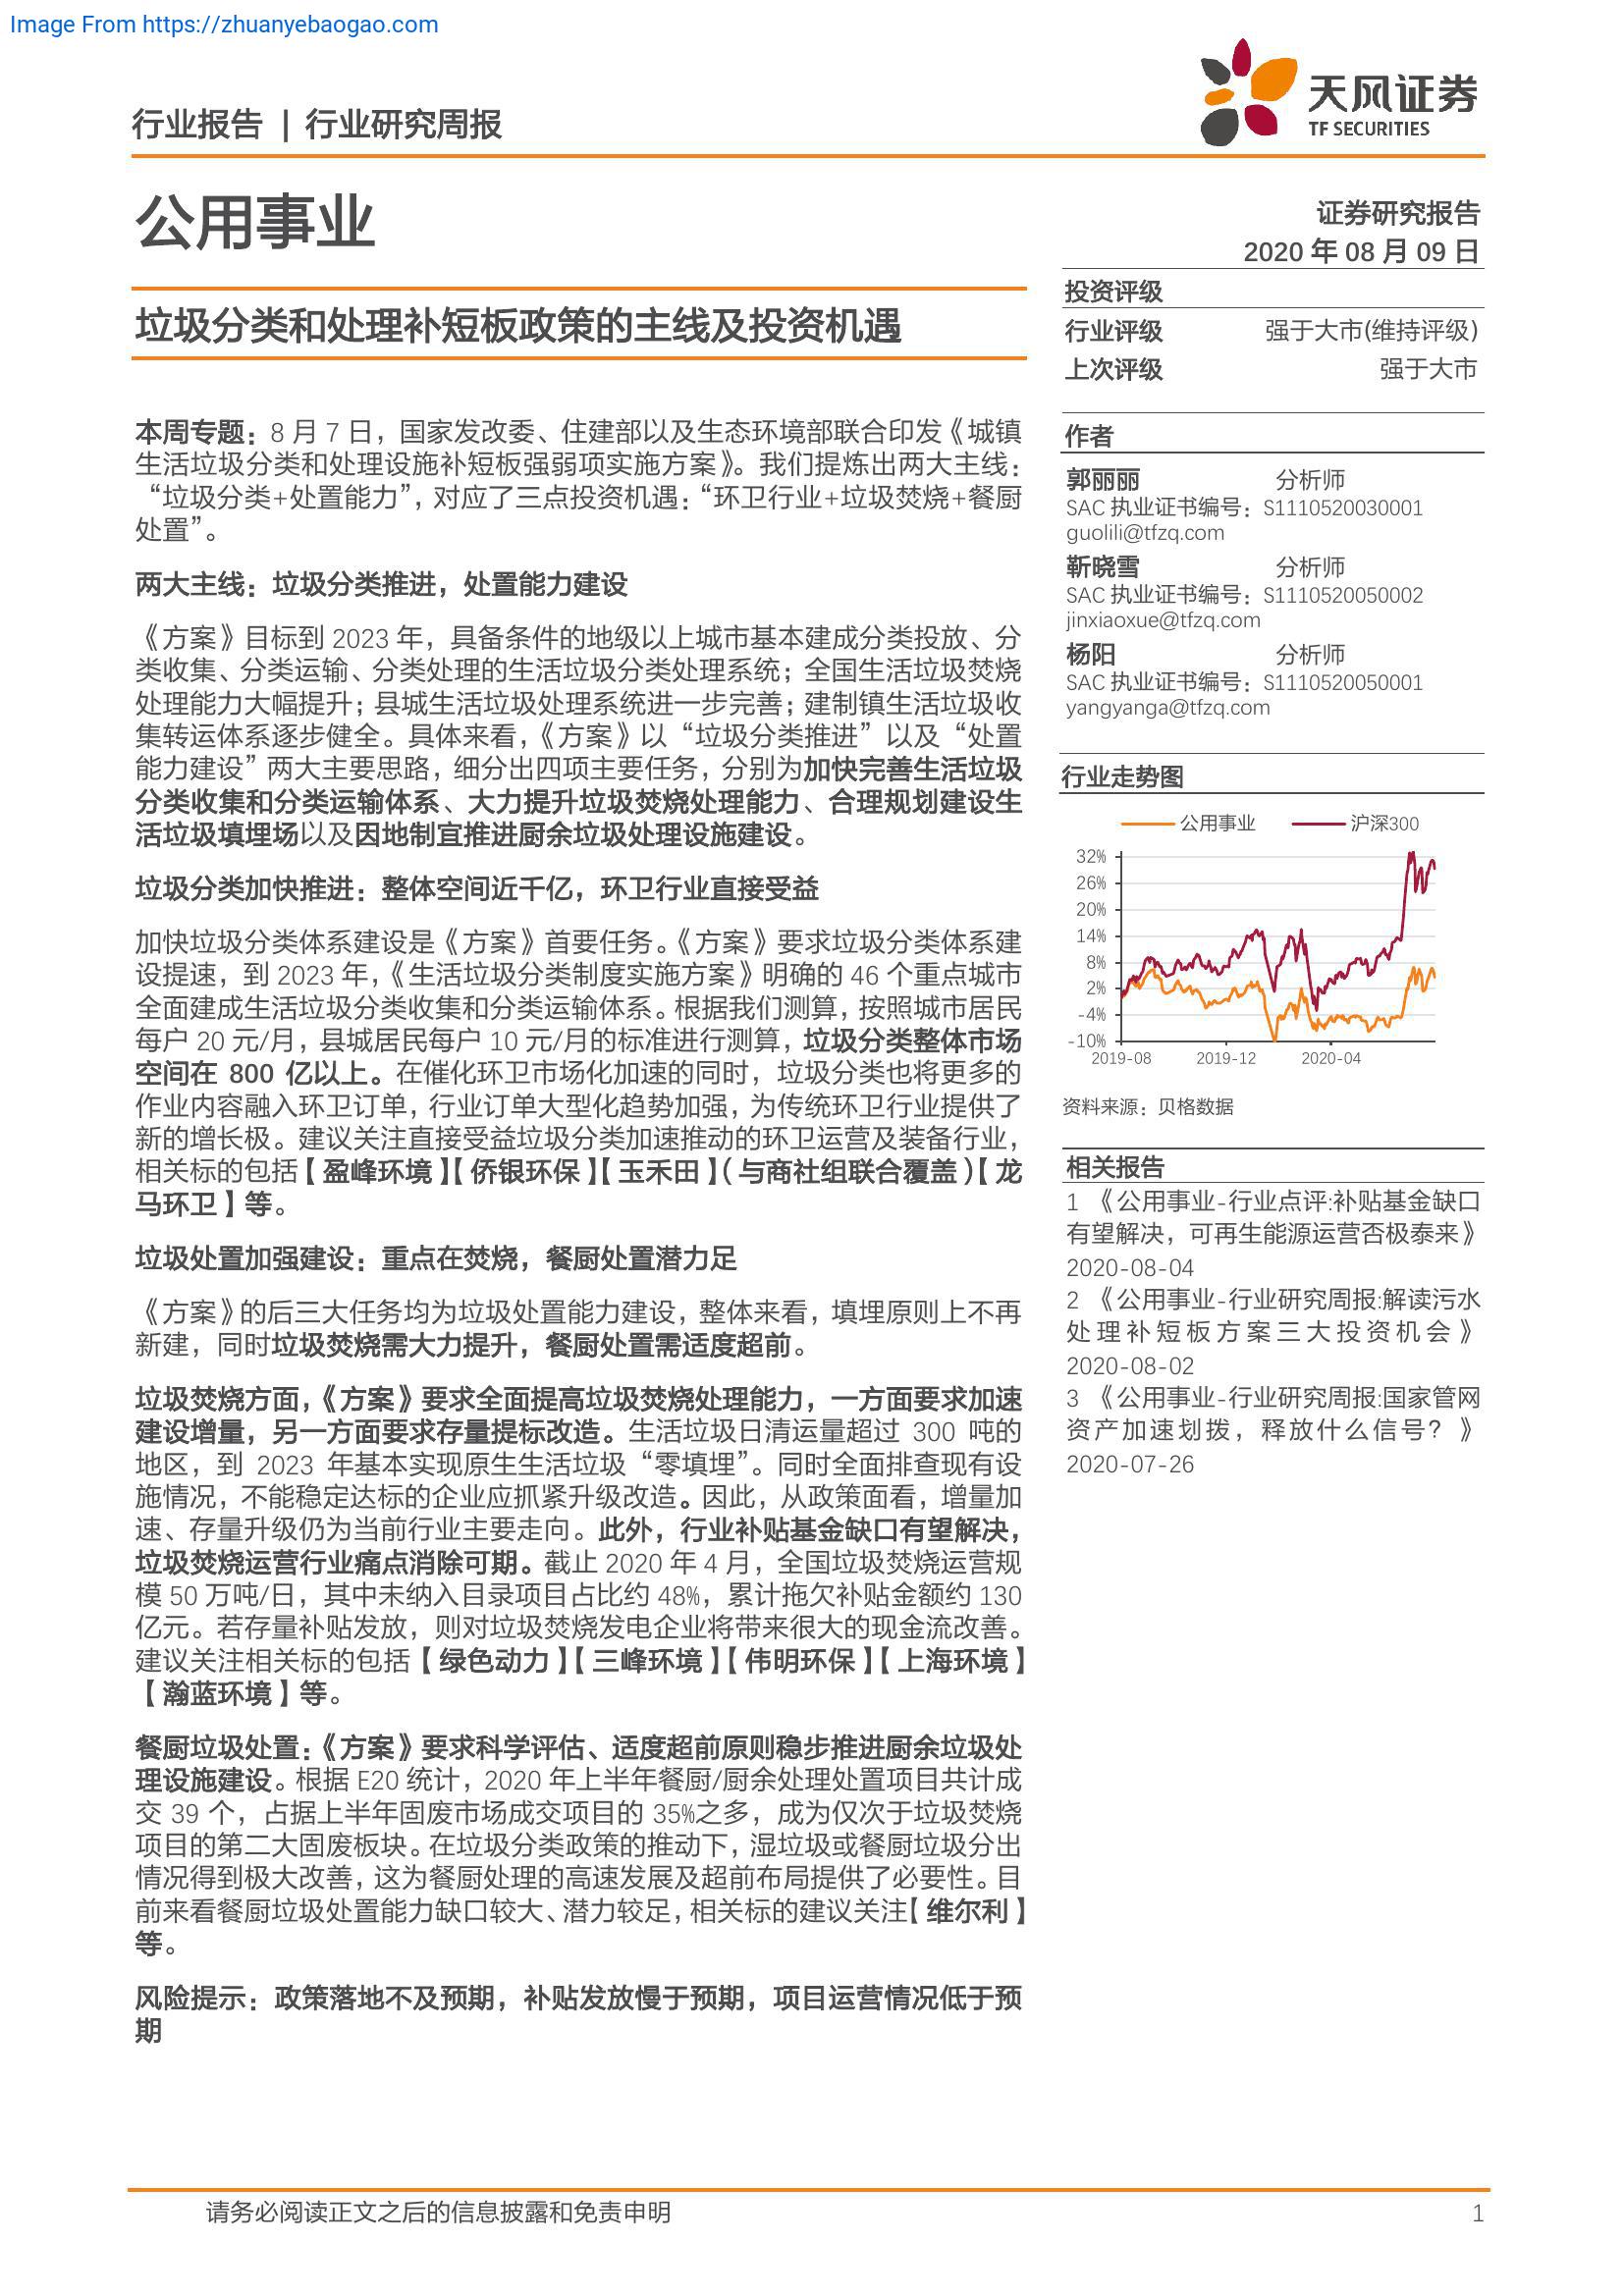 Image From https://zhuanyebaogao.com
行业报告 | 行业研究周报
天风证券
TF SECURITIES
公用事业
证券研究报告
2020 年 08 月 09 日
垃圾分类和处理补短板政策的主线及投资机遇
本周专题：8 月 7 日，国家发改委、住建部以及生态环境部联合印发《城镇
生活垃圾分类和处理设施补短板强弱项实施方案》。我们提炼出两大主线：
“垃圾分类+处置能力”，对应了三点投资机遇：“环卫行业+垃圾焚烧+餐厨
处置”。
两大主线：垃圾分类推进，处置能力建设
《方案》目标到 2023 年，具备条件的地级以上城市基本建成分类投放、分
类收集、分类运输、分类处理的生活垃圾分类处理系统；全国生活垃圾焚烧
处理能力大幅提升；县城生活垃圾处理系统进一步完善；建制镇生活垃圾收
集转运体系逐步健全。具体来看，《方案》以“垃圾分类推进”以及“处置
能力建设”两大主要思路，细分出四项主要任务，分别为加快完善生活垃圾
分类收集和分类运输体系、大力提升垃圾焚烧处理能力、合理规划建设生
活垃圾填埋场以及因地制宜推进厨余垃圾处理设施建设。
垃圾分类加快推进：整体空间近千亿，环卫行业直接受益
加快垃圾分类体系建设是《方案》首要任务。《方案》要求垃圾分类体系建
设提速，到 2023 年，《生活垃圾分类制度实施方案》明确的 46 个重点城市
全面建成生活垃圾分类收集和分类运输体系。根据我们测算，按照城市居民
每户 20 元/月，县城居民每户 10 元/月的标准进行测算，垃圾分类整体市场
空间在 800 亿以上。在催化环卫市场化加速的同时，垃圾分类也将更多的
作业内容融入环卫订单，行业订单大型化趋势加强，为传统环卫行业提供了
新的增长极。建议关注直接受益垃圾分类加速推动的环卫运营及装备行业，
相关标的包括【盈峰环境】【侨银环保】【玉禾田】（与商社组联合覆盖）【龙
马环卫】等。
垃圾处置加强建设：重点在焚烧，餐厨处置潜力足
《方案》的后三大任务均为垃圾处置能力建设，整体来看，填埋原则上不再
新建，同时垃圾焚烧需大力提升，餐厨处置需适度超前。
垃圾焚烧方面，《方案》要求全面提高垃圾焚烧处理能力，一方面要求加速
建设增量，另一方面要求存量提标改造。生活垃圾日清运量超过 300 吨的
地区，到 2023 年基本实现原生生活垃圾“零填埋”。同时全面排查现有设
施情况，不能稳定达标的企业应抓紧升级改造。因此，从政策面看，增量加
速、存量升级仍为当前行业主要走向。此外，行业补贴基金缺口有望解决，
垃圾焚烧运营行业痛点消除可期。截止 2020 年 4 月，全国垃圾焚烧运营规
模 50 万吨/日，其中未纳入目录项目占比约 48%，累计拖欠补贴金额约 130
亿元。若存量补贴发放，则对垃圾焚烧发电企业将带来很大的现金流改善。
建议关注相关标的包括【绿色动力】【三峰环境】【伟明环保】【上海环境】
【瀚蓝环境】等。
餐厨垃圾处置：《方案》要求科学评估、适度超前原则稳步推进厨余垃圾处
理设施建设。根据 E20 统计，2020 年上半年餐厨/厨余处理处置项目共计成
交 39 个，占据上半年固废市场成交项目的 35%之多，成为仅次于垃圾焚烧
项目的第二大固废板块。在垃圾分类政策的推动下，湿垃圾或餐厨垃圾分出
情况得到极大改善，这为餐厨处理的高速发展及超前布局提供了必要性。目
前来看餐厨垃圾处置能力缺口较大、潜力较足，相关标的建议关注【维尔利】
等。
风险提示：政策落地不及预期，补贴发放慢于预期，项目运营情况低于预
期
投资评级
行业评级 强于大市(维持评级)
上次评级 强于大市
作者
郭丽丽 分析师
SAC 执业证书编号：S1110520030001
guolili@tfzq.com
靳晓雪 分析师
SAC 执业证书编号：S1110520050002
jinxiaoxue@tfzq.com
杨阳 分析师
SAC 执业证书编号：S1110520050001
yangyanga@tfzq.com
行业走势图
公用事业 沪深300
32%
26%
20%
14%
8%
2%
-4%
-10%
2019-08 2019-12 2020-04
资料来源：贝格数据
相关报告
1 《公用事业-行业点评:补贴基金缺口
有望解决，可再生能源运营否极泰来》
2020-08-04
2 《公用事业-行业研究周报:解读污水
处理补短板方案三大投资机会》
2020-08-02
3 《公用事业-行业研究周报:国家管网
资产加速划拨，释放什么信号？》
2020-07-26
请务必阅读正文之后的信息披露和免责申明 1